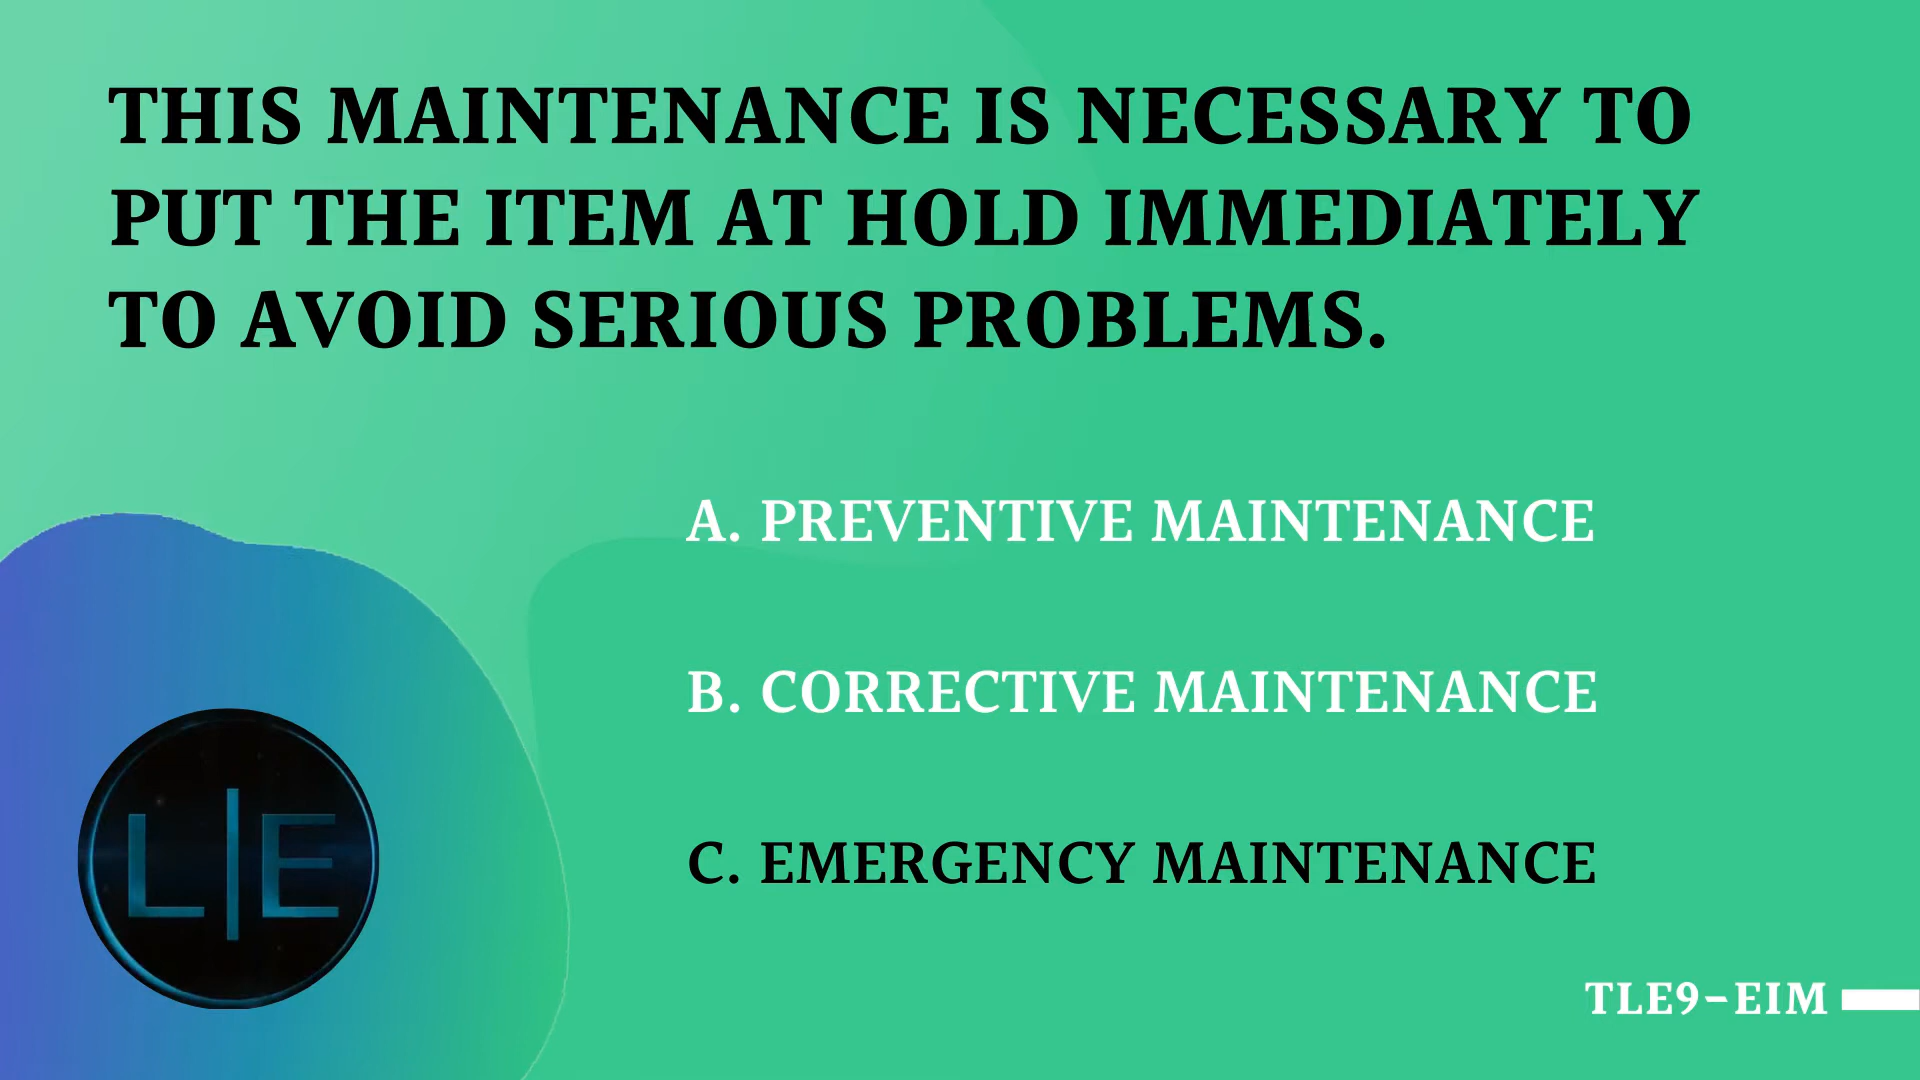 THIS MAINTENANCE IS NECESSARY TO
PUT THE ITEM AT HOLD IMMEDIATELY
TO AVOID SERIOUS PROBLEMS.
A. PREVENTIVE MAINTENANCE
B. CORRECTIVE MAINTENANCE
C. EMERGENCY MAINTENANCE
L|E
TLE9-EIM